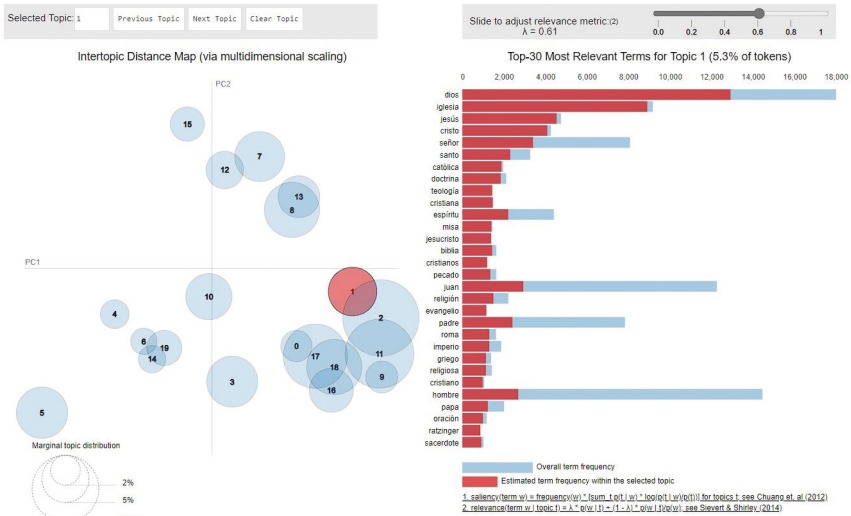 Selected Topic: 1 Previous Topic Next Topic Clear Topic
Slide to adjust relevance metric:(2)
λ = 0.61
0.0 0.2 0.4 0.6 0.8 1
Intertopic Distance Map (via multidimensional scaling)
PC2
PC1
15
7
12
13
8
1
10
4
2
6
19
14
0
17
11
18
9
3
16
5
Marginal topic distribution
2%
5%
Top-30 Most Relevant Terms for Topic 1 (5.3% of tokens)
0 2,000 4,000 6,000 8,000 10,000 12,000 14,000 16,000 18,000
dios
iglesia
jesús
cristo
señor
santo
católica
doctrina
teología
cristiana
espíritu
misa
jesucristo
biblia
cristianos
pecado
juan
religión
evangelio
padre
roma
imperio
griego
religiosa
cristiano
hombre
papa
oración
ratzinger
sacerdote
Overall term frequency
Estimated term frequency within the selected topic
1. saliency(term w) = frequency(w) * [sum_t p(t | w) * log(p(t | w)/p(t))] for topics t; see Chuang et. al (2012)
2. relevance(term w | topic t) = λ * p(w | t) + (1 - λ) * p(w | t)/p(w); see Sievert & Shirley (2014)